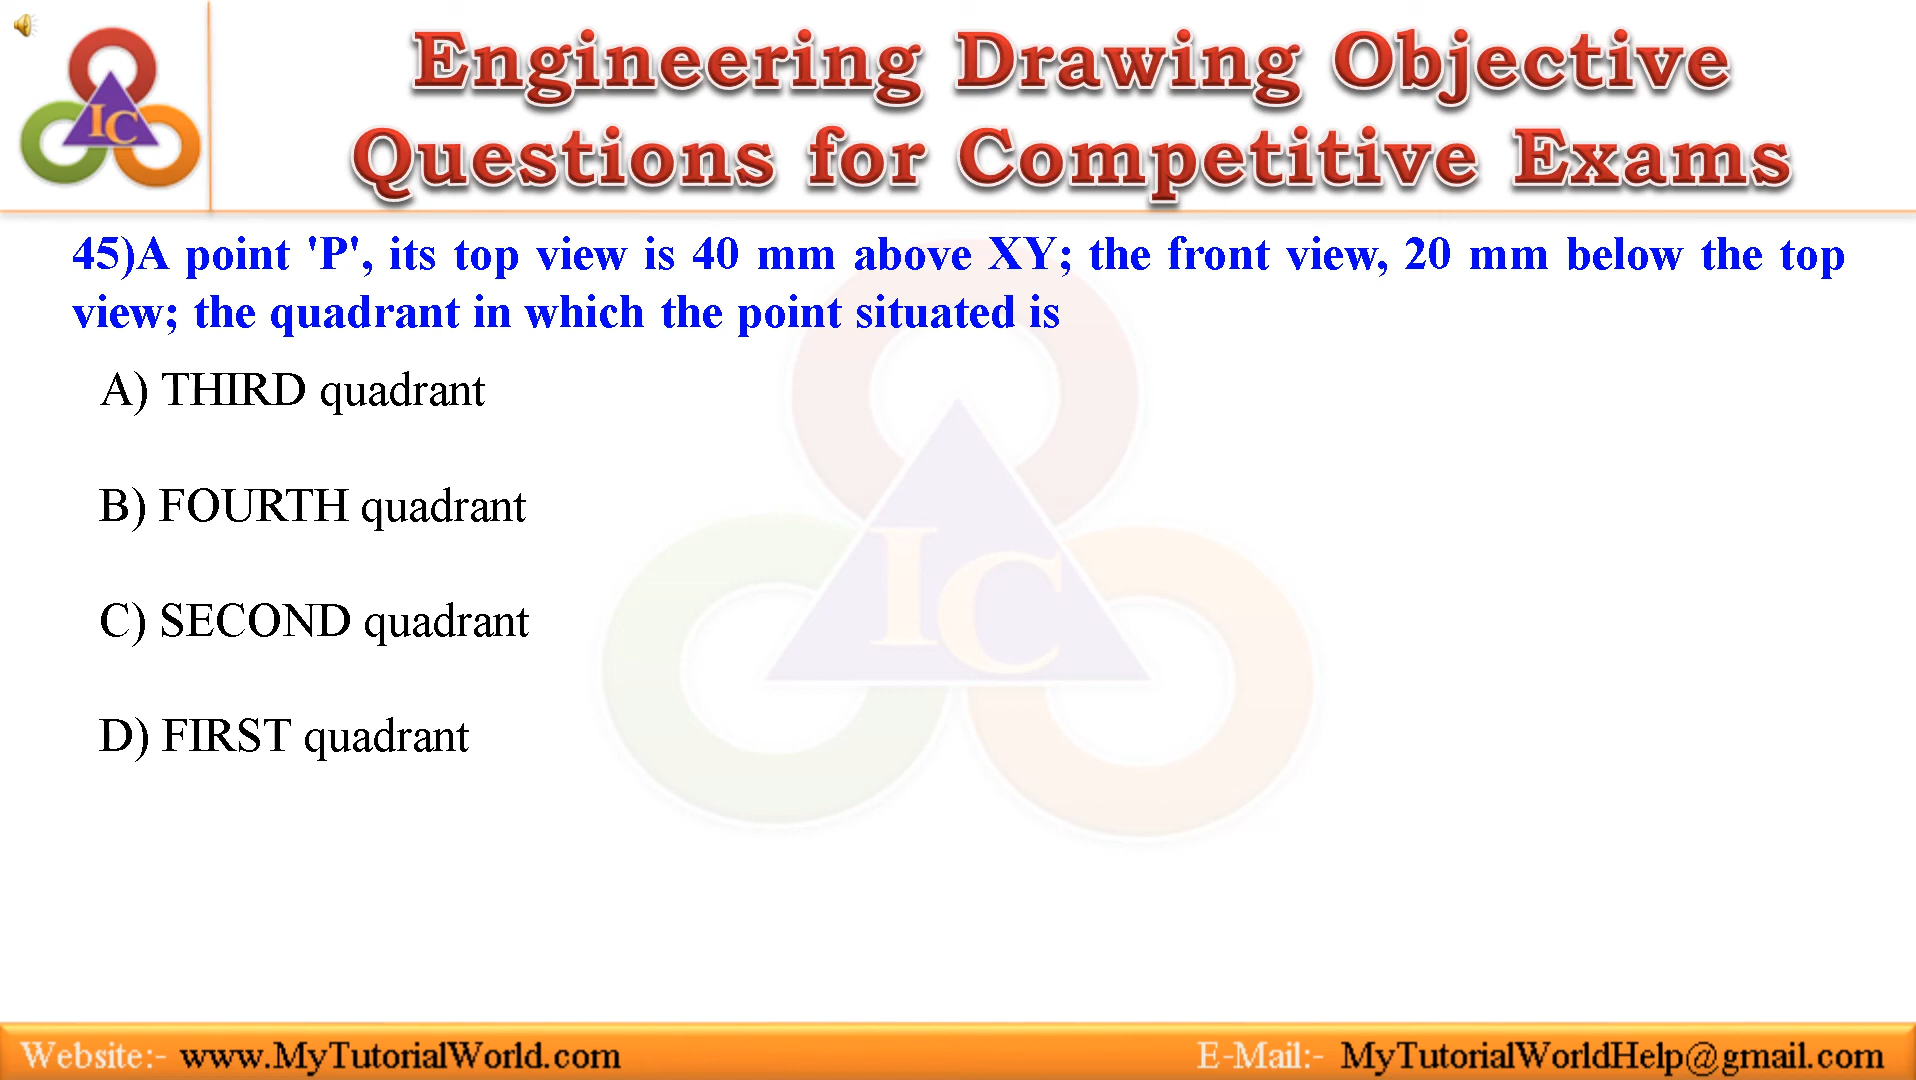 Engineering Drawing Objective
Questions for Competitive Exams
IC
45)A point 'P', its top view is 40 mm above XY; the front view, 20 mm below the top
view; the quadrant in which the point situated is
A) THIRD quadrant
B) FOURTH quadrant
C) SECOND quadrant
D) FIRST quadrant
IC
Website:- www.MyTutorialWorld.com
E-Mail:- MyTutorialWorldHelp@gmail.com